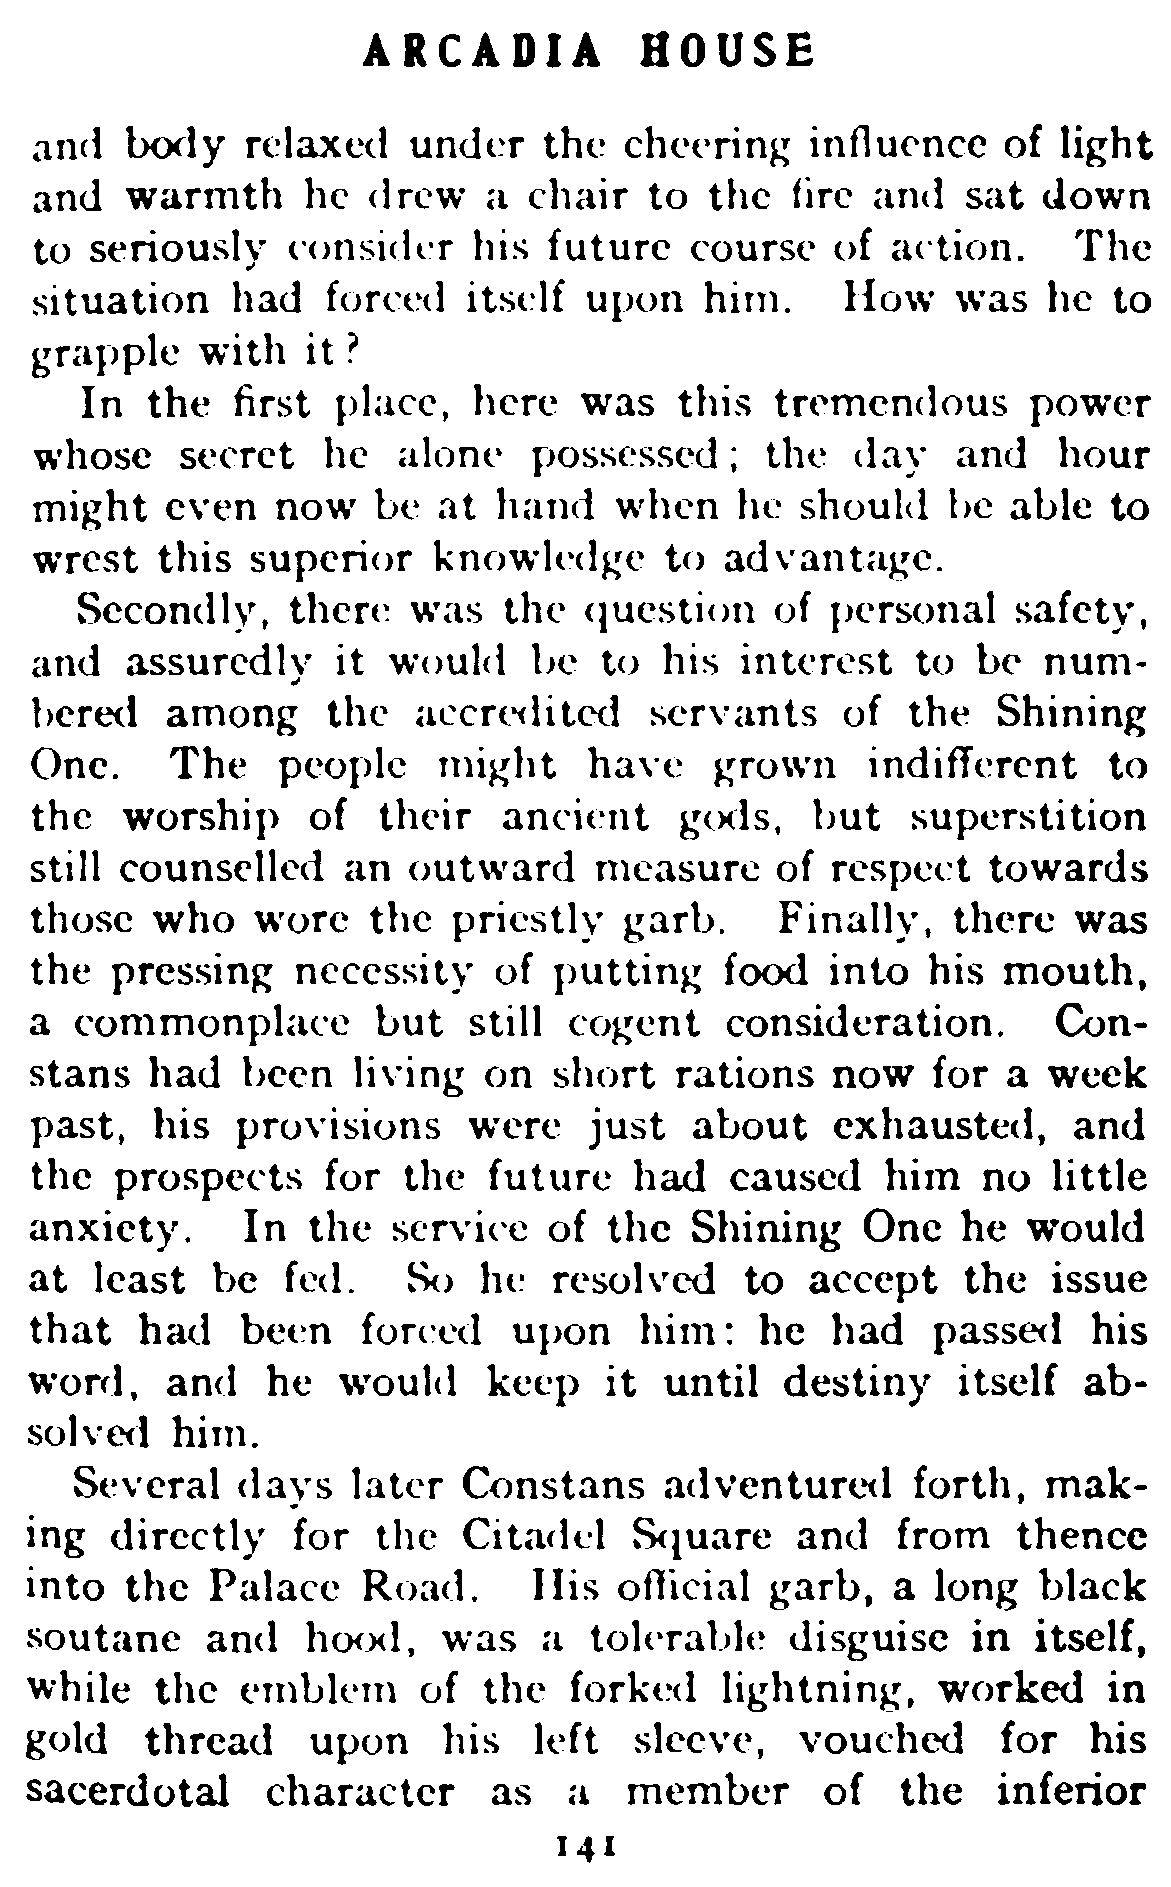 ARCADIA HOUSE
and body relaxed under the cheering influence of light
and warmth he drew a chair to the fire and sat down
to seriously consider his future course of action. The
situation had forced itself upon him. How was he to
grapple with it?
In the first place, here was this tremendous power
whose secret he alone possessed; the day and hour
might even now be at hand when he should be able to
wrest this superior knowledge to advantage.
Secondly, there was the question of personal safety,
and assuredly it would be to his interest to be num-
bered among the accredited servants of the Shining
One. The people might have grown indifferent to
the worship of their ancient gods, but superstition
still counselled an outward measure of respect towards
those who wore the priestly garb. Finally, there was
the pressing necessity of putting food into his mouth,
a commonplace but still cogent consideration. Con-
stans had been living on short rations now for a week
past, his provisions were just about exhausted, and
the prospects for the future had caused him no little
anxiety. In the service of the Shining One he would
at least be fed. So he resolved to accept the issue
that had been forced upon him: he had passed his
word, and he would keep it until destiny itself ab-
solved him.
Several days later Constans adventured forth, mak-
ing directly for the Citadel Square and from thence
into the Palace Road. His official garb, a long black
soutane and hood, was a tolerable disguise in itself,
while the emblem of the forked lightning, worked in
gold thread upon his left sleeve, vouched for his
sacerdotal character as a member of the inferior
141